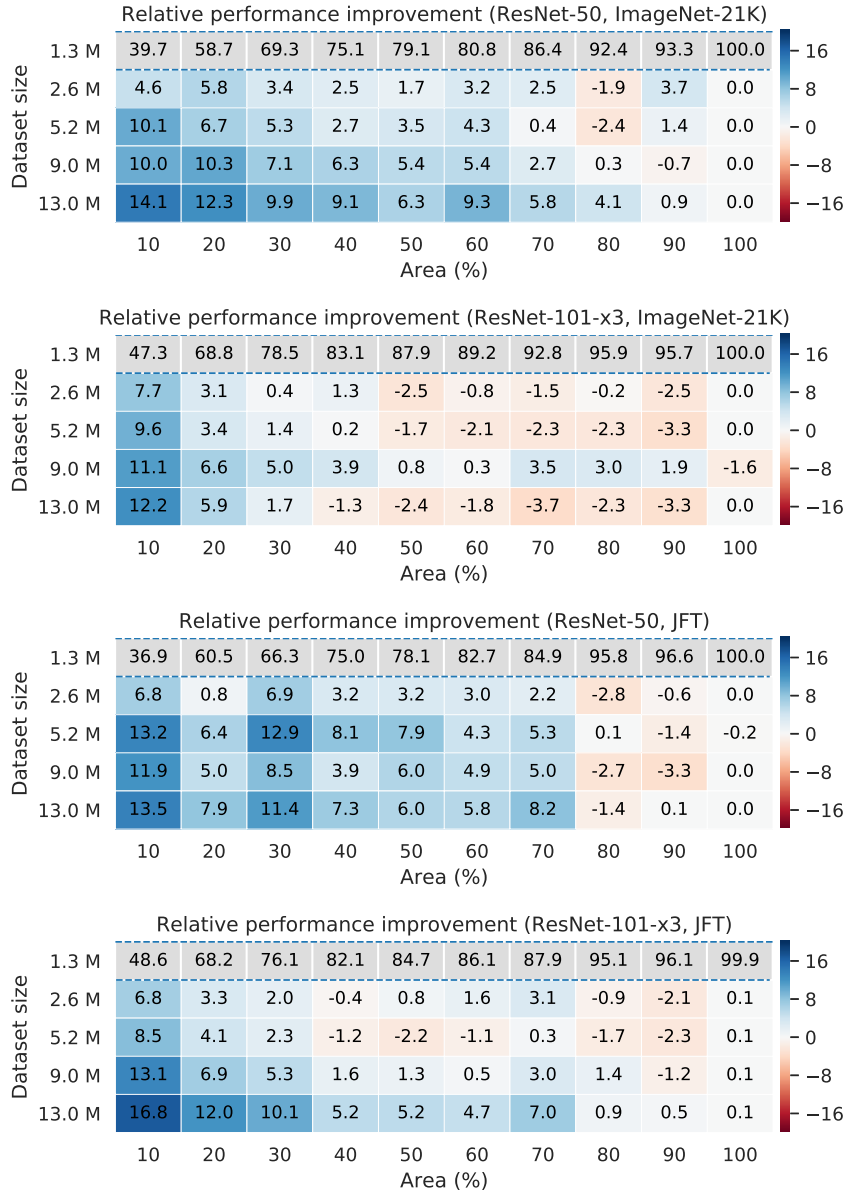 Relative performance improvement (ResNet-50, ImageNet-21K)
Dataset size
1.3 M 39.7 58.7 69.3 75.1 79.1 80.8 86.4 92.4 93.3 100.0
2.6 M 4.6 5.8 3.4 2.5 1.7 3.2 2.5 -1.9 3.7 0.0
5.2 M 10.1 6.7 5.3 2.7 3.5 4.3 0.4 -2.4 1.4 0.0
9.0 M 10.0 10.3 7.1 6.3 5.4 5.4 2.7 0.3 -0.7 0.0
13.0 M 14.1 12.3 9.9 9.1 6.3 9.3 5.8 4.1 0.9 0.0
10 20 30 40 50 60 70 80 90 100
Area (%)
16
8
0
−8
−16
Relative performance improvement (ResNet-101-x3, ImageNet-21K)
Dataset size
1.3 M 47.3 68.8 78.5 83.1 87.9 89.2 92.8 95.9 95.7 100.0
2.6 M 7.7 3.1 0.4 1.3 -2.5 -0.8 -1.5 -0.2 -2.5 0.0
5.2 M 9.6 3.4 1.4 0.2 -1.7 -2.1 -2.3 -2.3 -3.3 0.0
9.0 M 11.1 6.6 5.0 3.9 0.8 0.3 3.5 3.0 1.9 -1.6
13.0 M 12.2 5.9 1.7 -1.3 -2.4 -1.8 -3.7 -2.3 -3.3 0.0
10 20 30 40 50 60 70 80 90 100
Area (%)
16
8
0
−8
−16
Relative performance improvement (ResNet-50, JFT)
Dataset size
1.3 M 36.9 60.5 66.3 75.0 78.1 82.7 84.9 95.8 96.6 100.0
2.6 M 6.8 0.8 6.9 3.2 3.2 3.0 2.2 -2.8 -0.6 0.0
5.2 M 13.2 6.4 12.9 8.1 7.9 4.3 5.3 0.1 -1.4 -0.2
9.0 M 11.9 5.0 8.5 3.9 6.0 4.9 5.0 -2.7 -3.3 0.0
13.0 M 13.5 7.9 11.4 7.3 6.0 5.8 8.2 -1.4 0.1 0.0
10 20 30 40 50 60 70 80 90 100
Area (%)
16
8
0
−8
−16
Relative performance improvement (ResNet-101-x3, JFT)
Dataset size
1.3 M 48.6 68.2 76.1 82.1 84.7 86.1 87.9 95.1 96.1 99.9
2.6 M 6.8 3.3 2.0 -0.4 0.8 1.6 3.1 -0.9 -2.1 0.1
5.2 M 8.5 4.1 2.3 -1.2 -2.2 -1.1 0.3 -1.7 -2.3 0.1
9.0 M 13.1 6.9 5.3 1.6 1.3 0.5 3.0 1.4 -1.2 0.1
13.0 M 16.8 12.0 10.1 5.2 5.2 4.7 7.0 0.9 0.5 0.1
10 20 30 40 50 60 70 80 90 100
Area (%)
16
8
0
−8
−16